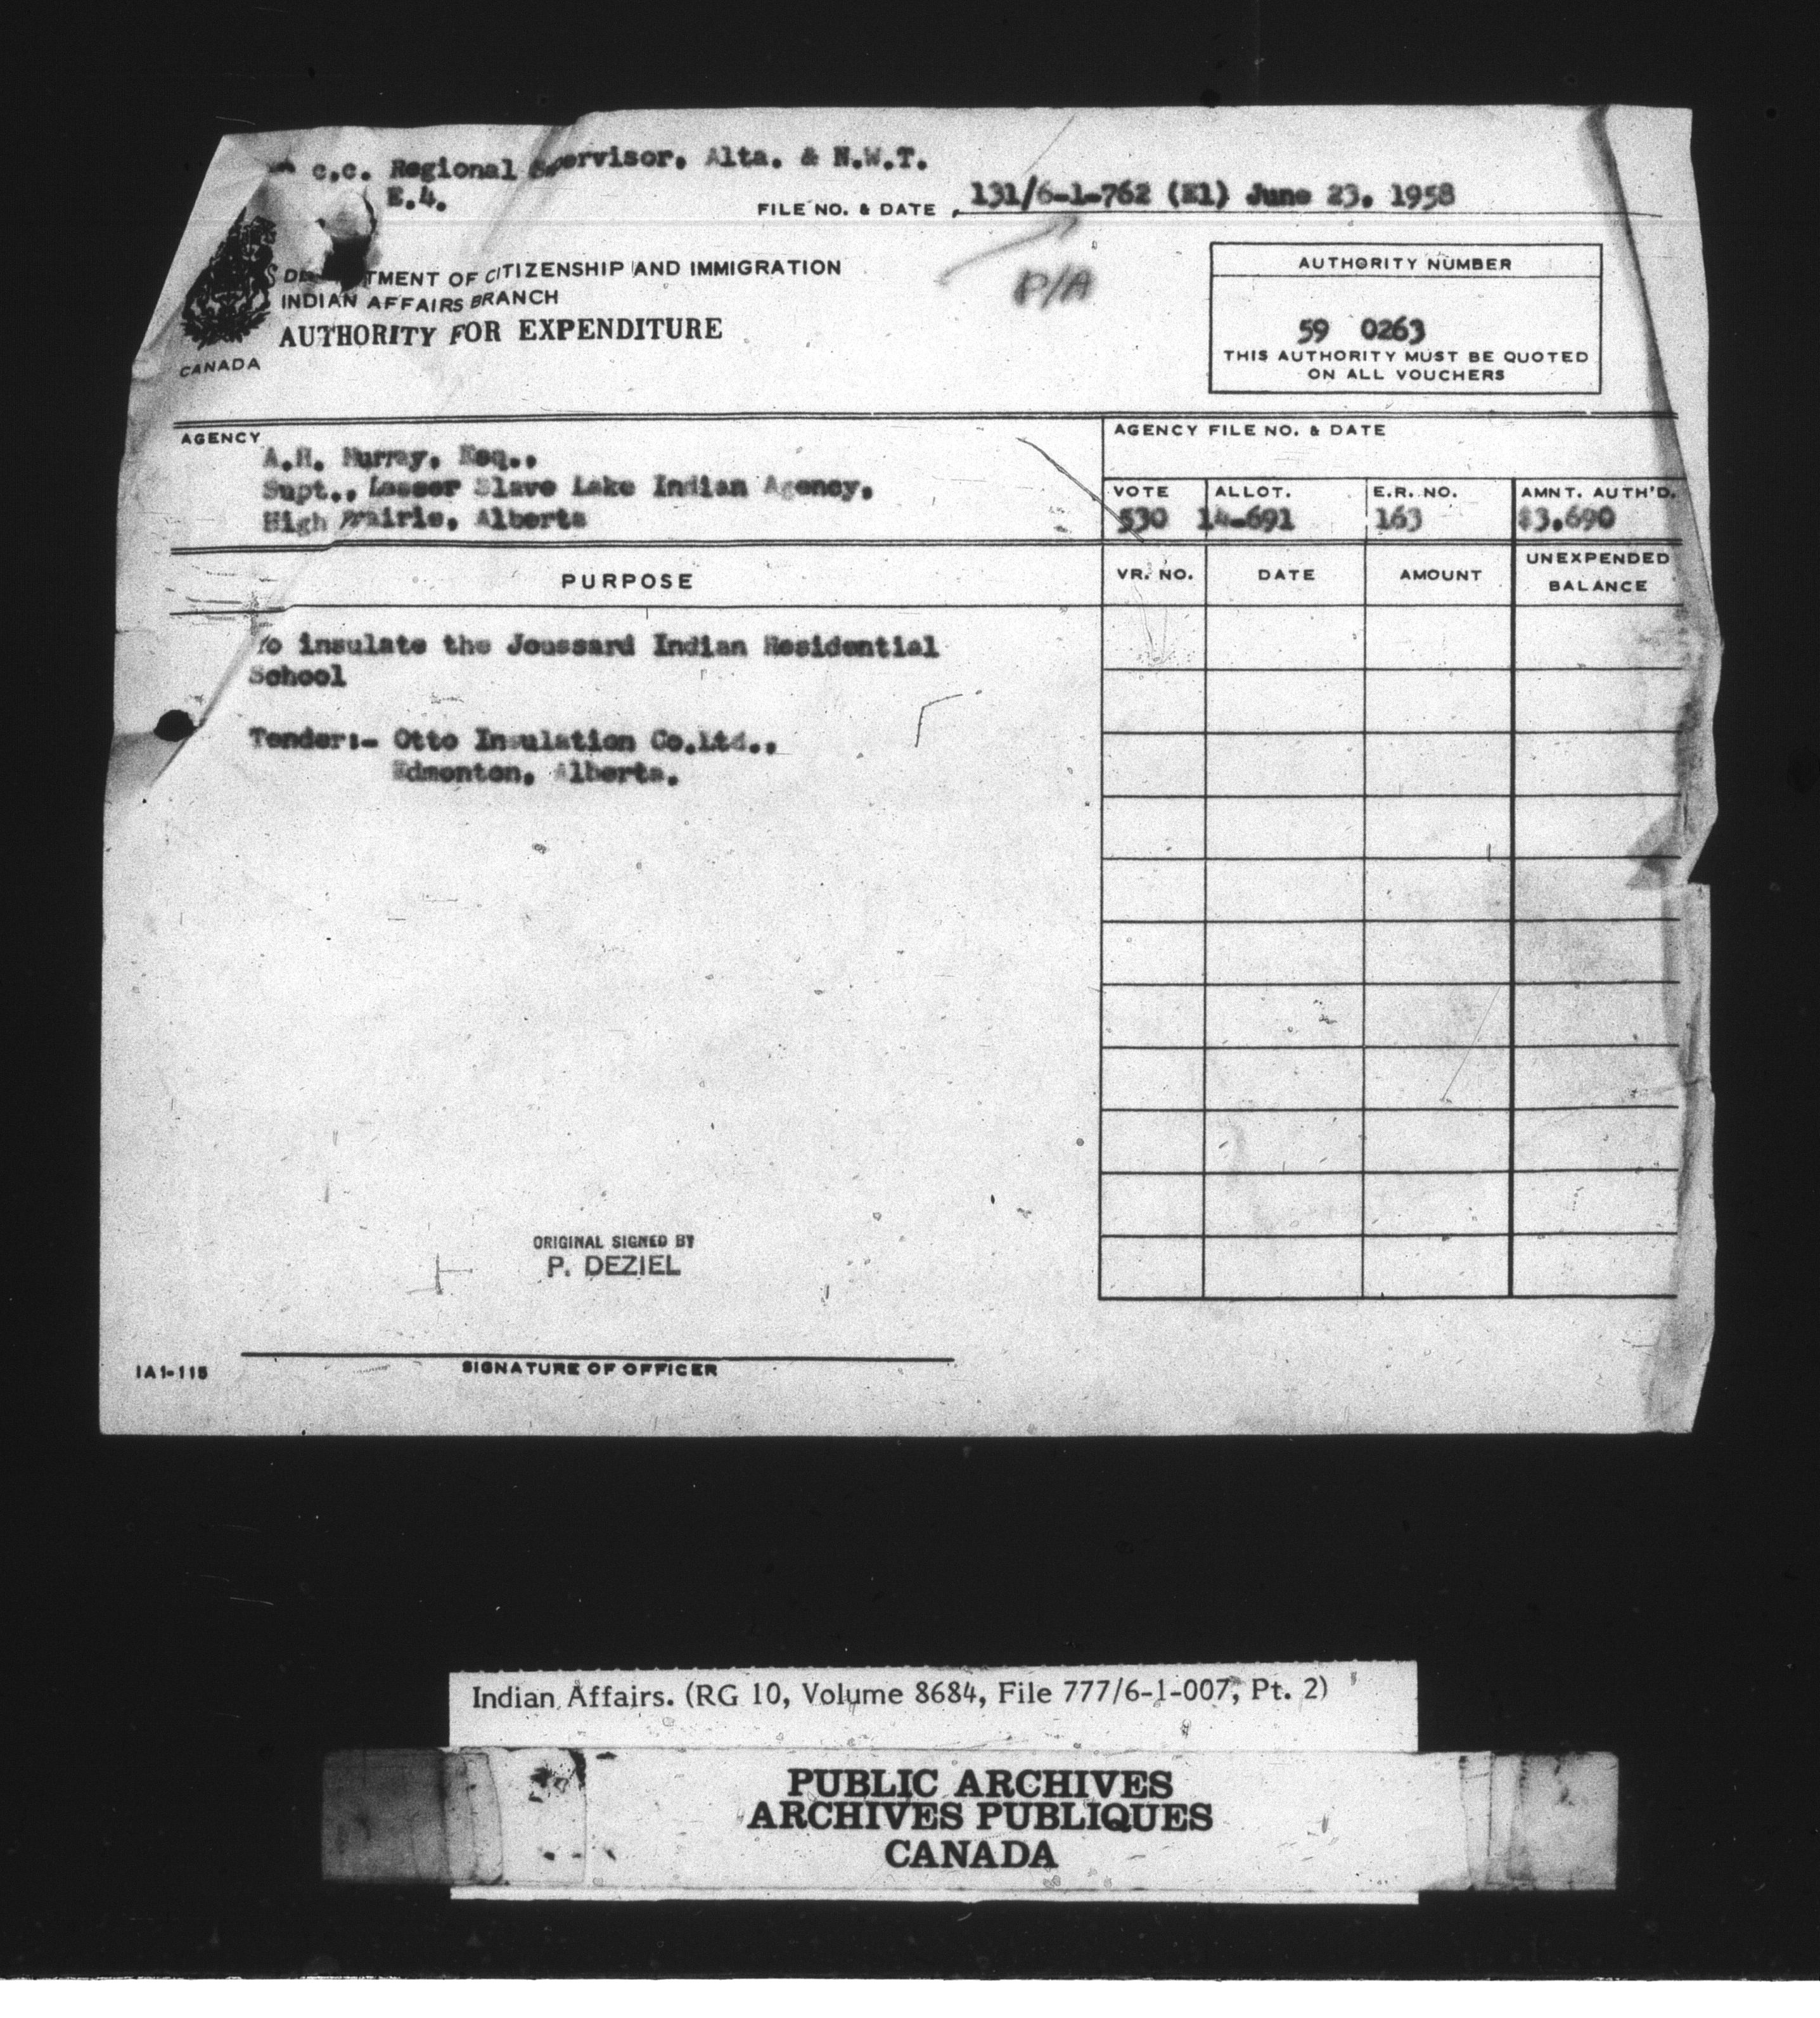 c.c. Regional Supervisor, Alta. & N.W.T.
E.4.
FILE NO. & DATE 131/6-1-762 (E1) June 23, 1958
P/A
DEPARTMENT OF CITIZENSHIP AND IMMIGRATION
INDIAN AFFAIRS BRANCH
AUTHORITY FOR EXPENDITURE
CANADA
AUTHORITY NUMBER
59 0263
THIS AUTHORITY MUST BE QUOTED
ON ALL VOUCHERS
AGENCY
A.H. Murray, Esq.,
Supt., Lesser Slave Lake Indian Agency,
High Prairie, Alberta
AGENCY FILE NO. & DATE
VOTE ALLOT. E.R. NO. AMNT. AUTH'D.
530 14-691 163 $3,690
PURPOSE
VR. NO. DATE AMOUNT UNEXPENDED
BALANCE
To insulate the Joussard Indian Residential
School
Tender:- Otto Insulation Co.Ltd.,
Edmonton, Alberta.
ORIGINAL SIGNED BY
P. DEZIEL
SIGNATURE OF OFFICER
IA1-115
Indian Affairs. (RG 10, Volume 8684, File 777/6-1-007, Pt. 2)
PUBLIC ARCHIVES
ARCHIVES PUBLIQUES
CANADA